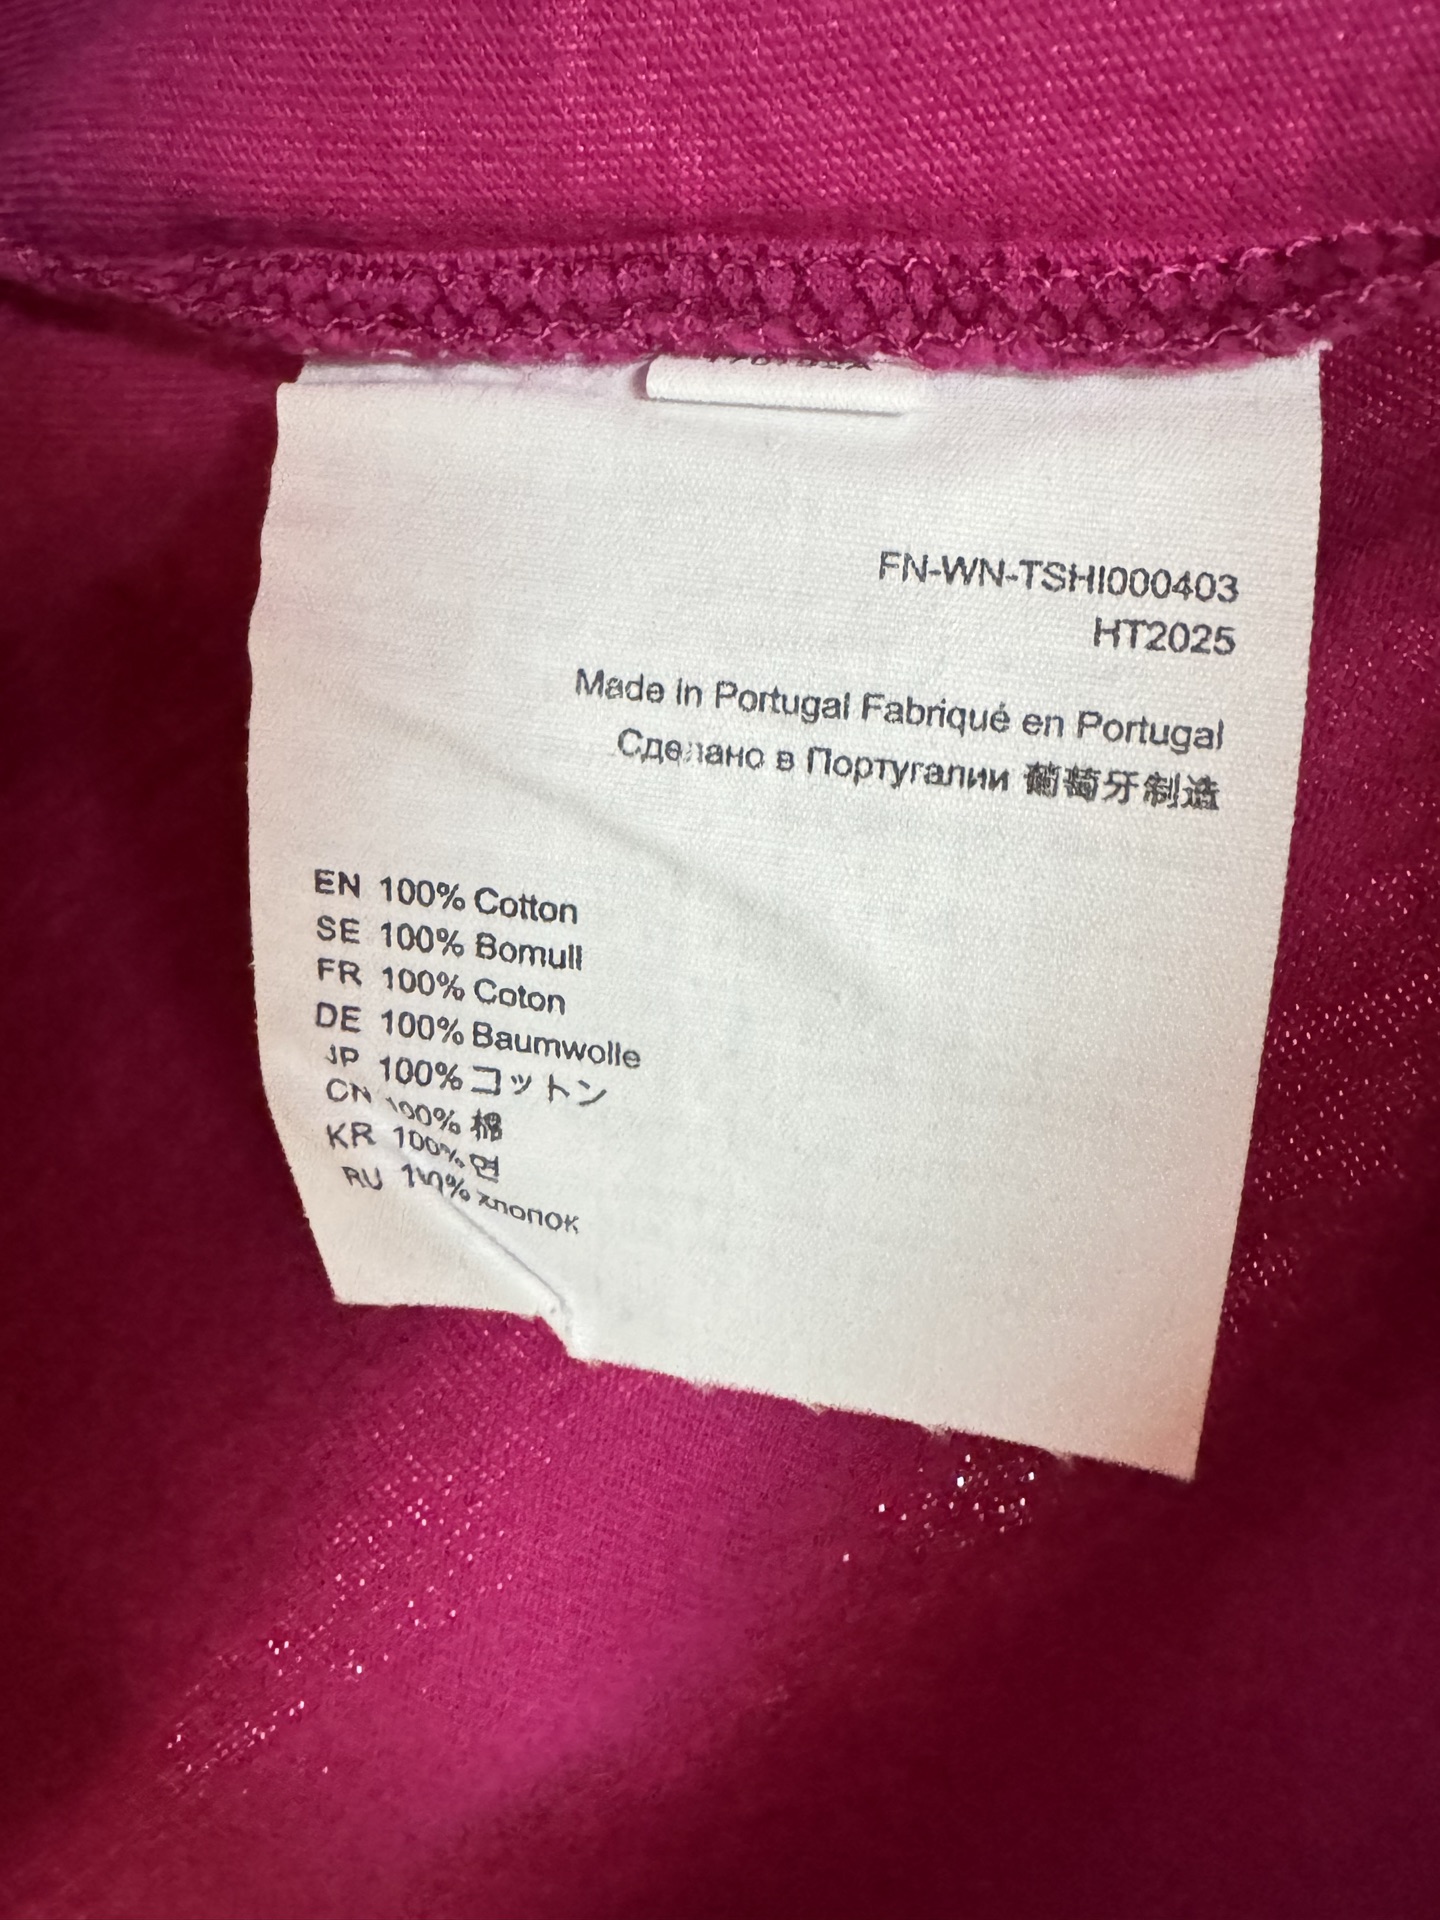 FN-WN-TSHI000403
HT2025
Made in Portugal Fabriqué en Portugal
Сделано в Португалии 葡萄牙制造
EN 100% Cotton
SE 100% Bomull
FR 100% Coton
DE 100% Baumwolle
JP 100% コットン
CN 100% 棉
KR 100% 면
RU 100% хлопок